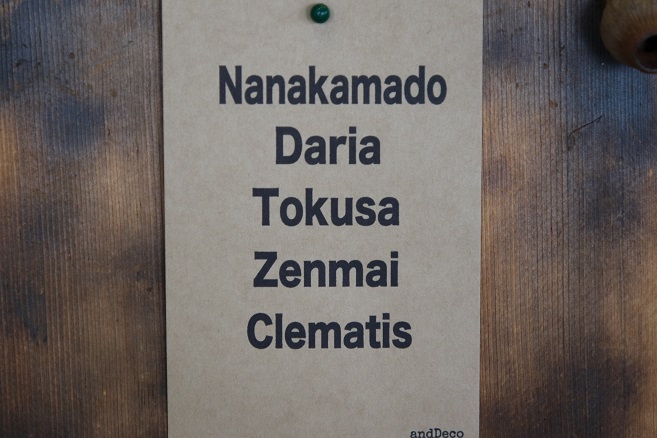 Nanakamado
Daria
Tokusa
Zenmai
Clematis
andDeco